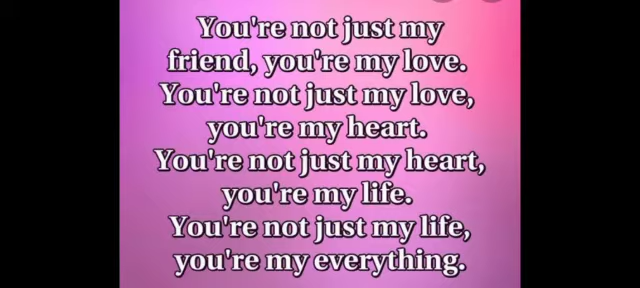 You're not just my
friend, you're my love.
You're not just my love,
you're my heart.
You're not just my heart,
you're my life.
You're not just my life,
you're my everything.